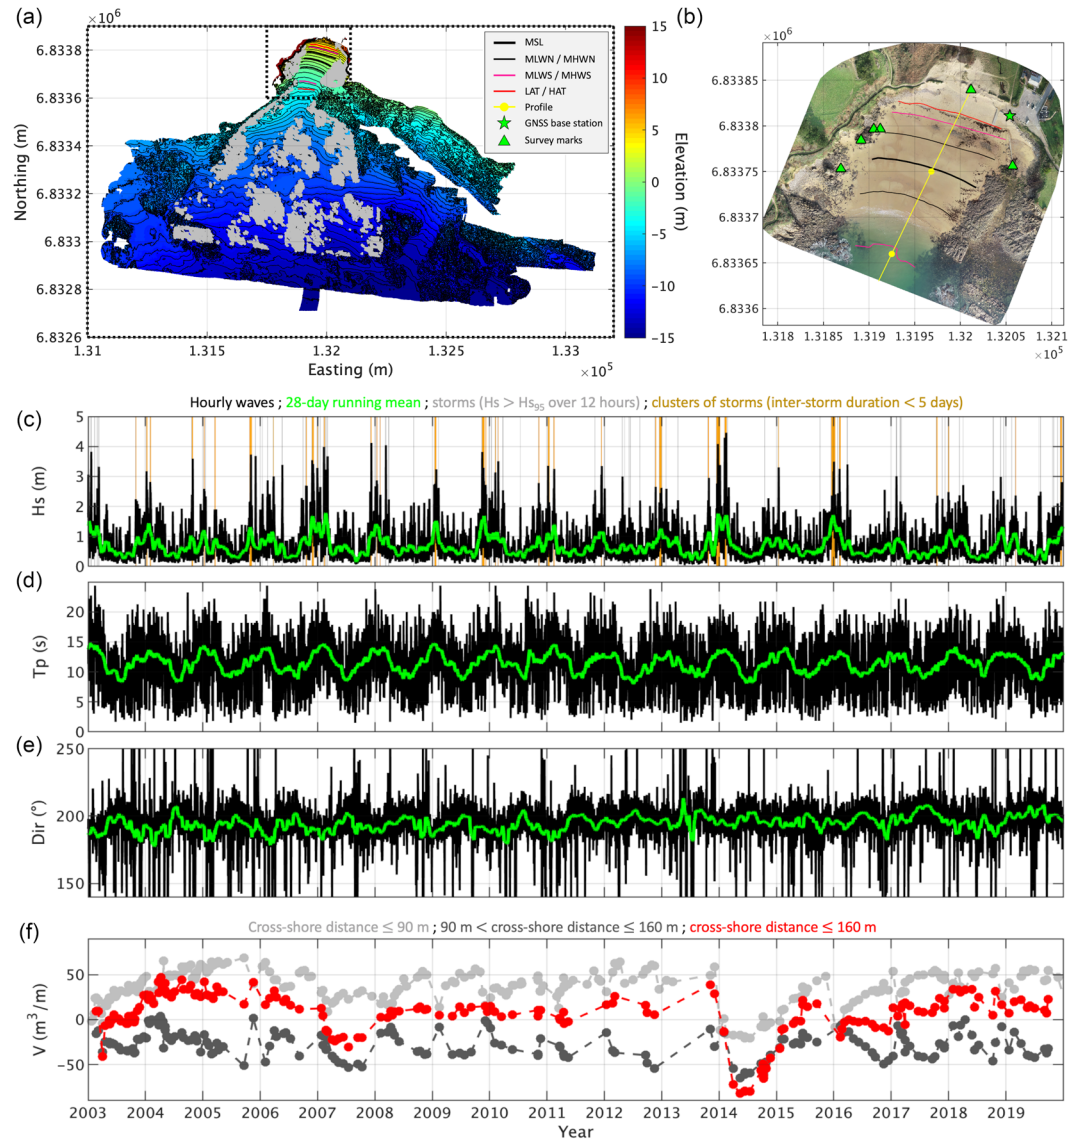 (a)
×10⁶
6.8338
6.8336
6.8334
6.8332
6.833
6.8328
6.8326
Northing (m)
1.31
1.315
1.32
1.325
1.33
×10⁵
Easting (m)
MSL
MLWN / MHWN
MLWS / MHWS
LAT / HAT
Profile
GNSS base station
Survey marks
15
10
5
0
−5
−10
−15
Elevation (m)
(b)
×10⁶
6.83385
6.8338
6.83375
6.8337
6.83365
6.8336
1.318
1.3185
1.319
1.3195
1.32
1.3205
1.321
×10⁵
Hourly waves ; 28-day running mean ; storms (Hs > Hs₉₅ over 12 hours) ; clusters of storms (inter-storm duration < 5 days)
(c)
5
4
3
2
1
0
Hs (m)
(d)
20
15
10
5
0
Tp (s)
(e)
250
200
140
Dir (°)
Cross-shore distance ≤ 90 m ; 90 m < cross-shore distance ≤ 160 m ; cross-shore distance ≤ 160 m
(f)
50
0
−50
V (m³/m)
2003 2004 2005 2006 2007 2008 2009 2010 2011 2012 2013 2014 2015 2016 2017 2018 2019
Year